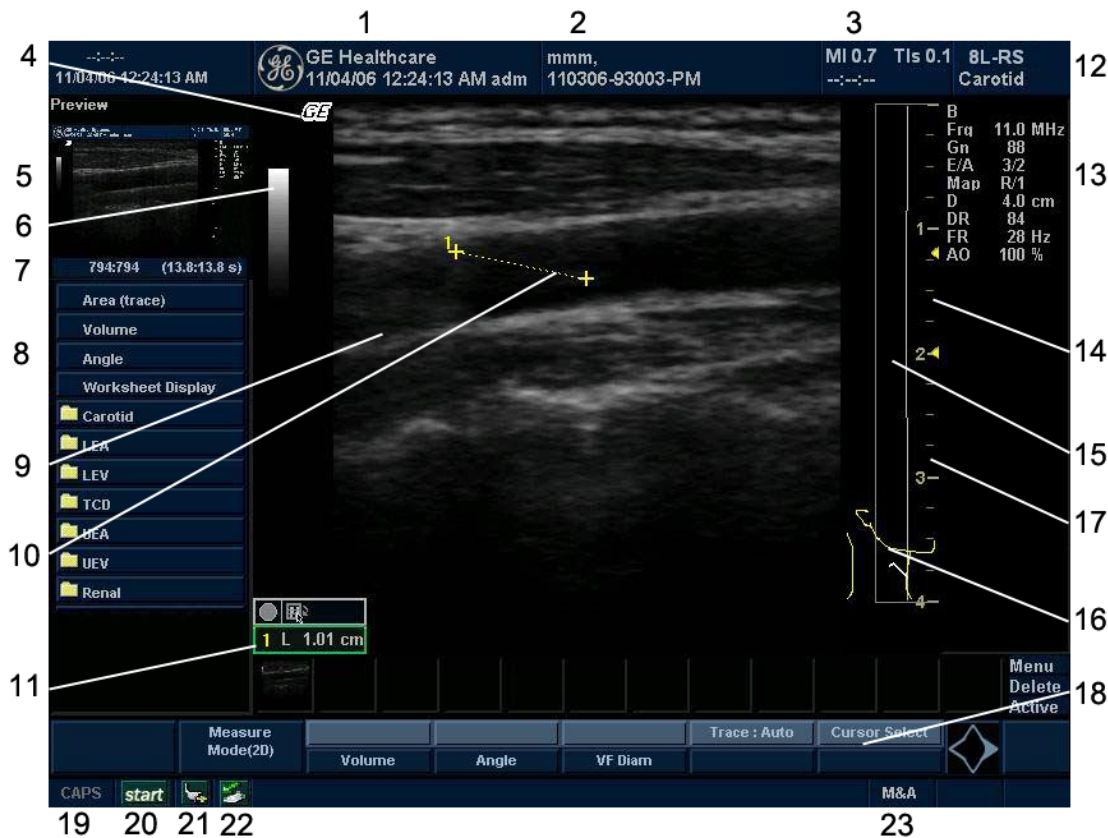 1 2 3
4
--:--:--
11/04/06 12:24:13 AM
GE Healthcare
11/04/06 12:24:13 AM adm
mmm,
110306-93003-PM
MI 0.7 TIs 0.1
--:--:--
8L-RS
Carotid
12
Preview
GE
B
Frq 11.0 MHz
Gn 88
E/A 3/2
Map R/1
D 4.0 cm
DR 84
FR 28 Hz
AO 100 %
13
5
6
7
794:794 (13.8:13.8 s)
Area (trace)
Volume
8
Angle
Worksheet Display
Carotid
LEA
9
LEV
TCD
UEA
10
UEV
Renal
1
1
2
3
4
14
15
17
16
1 L 1.01 cm
11
Menu
Delete
Active
18
Measure
Mode(2D)
Trace : Auto
Cursor Select
Volume
Angle
VF Diam
CAPS
start
M&A
19 20 21 22
23